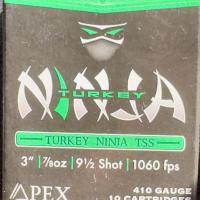 NINJA
TURKEY
TURKEY NINJA TSS
3" | 7/8oz | 9½ Shot | 1060 fps
APEX
410 GAUGE
10 CARTRIDGES